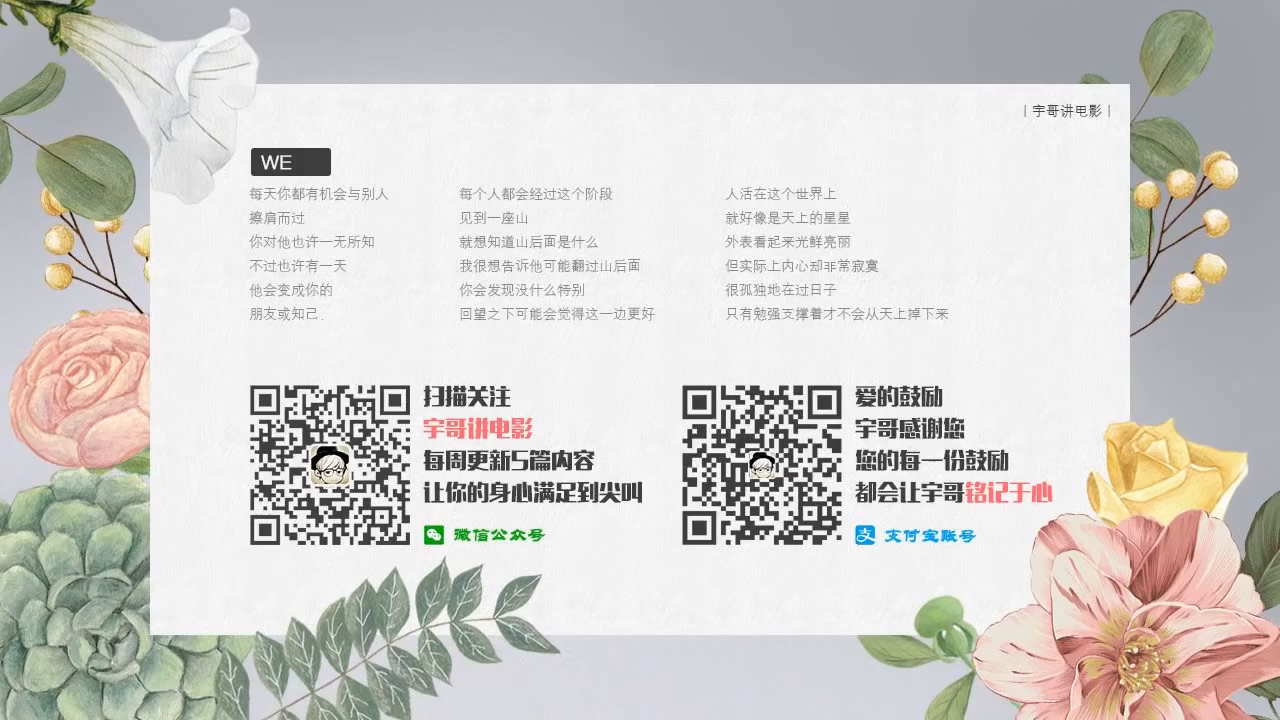 | 宇哥讲电影 |
WE
每天你都有机会与别人
擦肩而过
你对他也许一无所知
不过也许有一天
他会变成你的
朋友或知己.
每个人都会经过这个阶段
见到一座山
就想知道山后面是什么
我很想告诉他可能翻过山后面
你会发现没什么特别
回望之下可能会觉得这一边更好
人活在这个世界上
就好像是天上的星星
外表看起来光鲜亮丽
但实际上内心却非常寂寞
很孤独地在过日子
只有勉强支撑着才不会从天上掉下来
扫描关注
宇哥讲电影
每周更新5篇内容
让你的身心满足到尖叫
微信公众号
爱的鼓励
宇哥感谢您
您的每一份鼓励
都会让宇哥铭记于心
支 支付宝账号